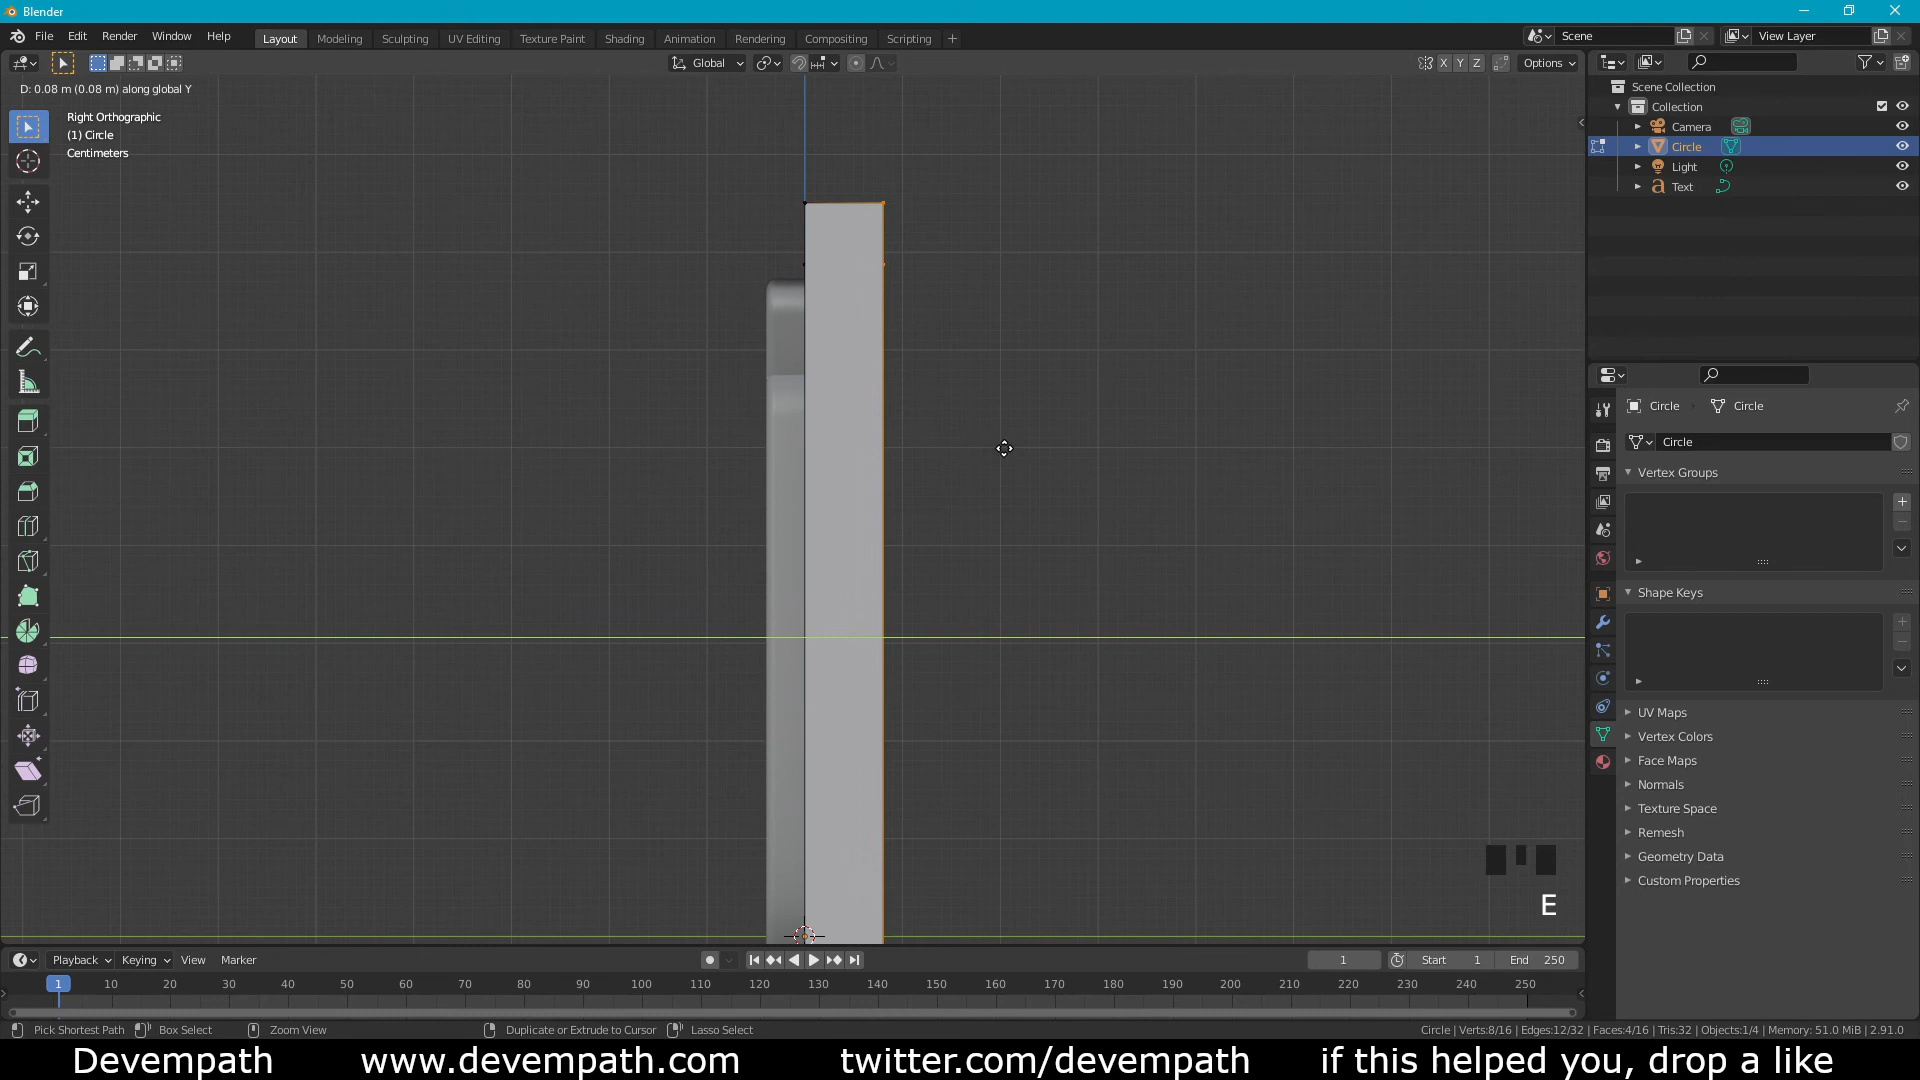 Blender
File Edit Render Window Help
Layout Modeling Sculpting UV Editing Texture Paint Shading Animation Rendering Compositing Scripting +
Scene
View Layer
Global
X Y Z
Options
D: 0.08 m (0.08 m) along global Y
Right Orthographic
(1) Circle
Centimeters
Scene Collection
Collection
Camera
Circle
Light
Text
Circle
Circle
Circle
Vertex Groups
Shape Keys
UV Maps
Vertex Colors
Face Maps
Normals
Texture Space
Remesh
Geometry Data
Custom Properties
E
Playback Keying View Marker
1
Start 1
End 250
1 10 20 30 40 50 60 70 80 90 100 110 120 130 140 150 160 170 180 190 200 210 220 230 240 250
Pick Shortest Path
Box Select
Zoom View
Duplicate or Extrude to Cursor
Lasso Select
Circle | Verts:8/16 | Edges:12/32 | Faces:4/16 | Tris:32 | Objects:1/4 | Memory: 51.0 MiB | 2.91.0
Devempath www.devempath.com twitter.com/devempath if this helped you, drop a like